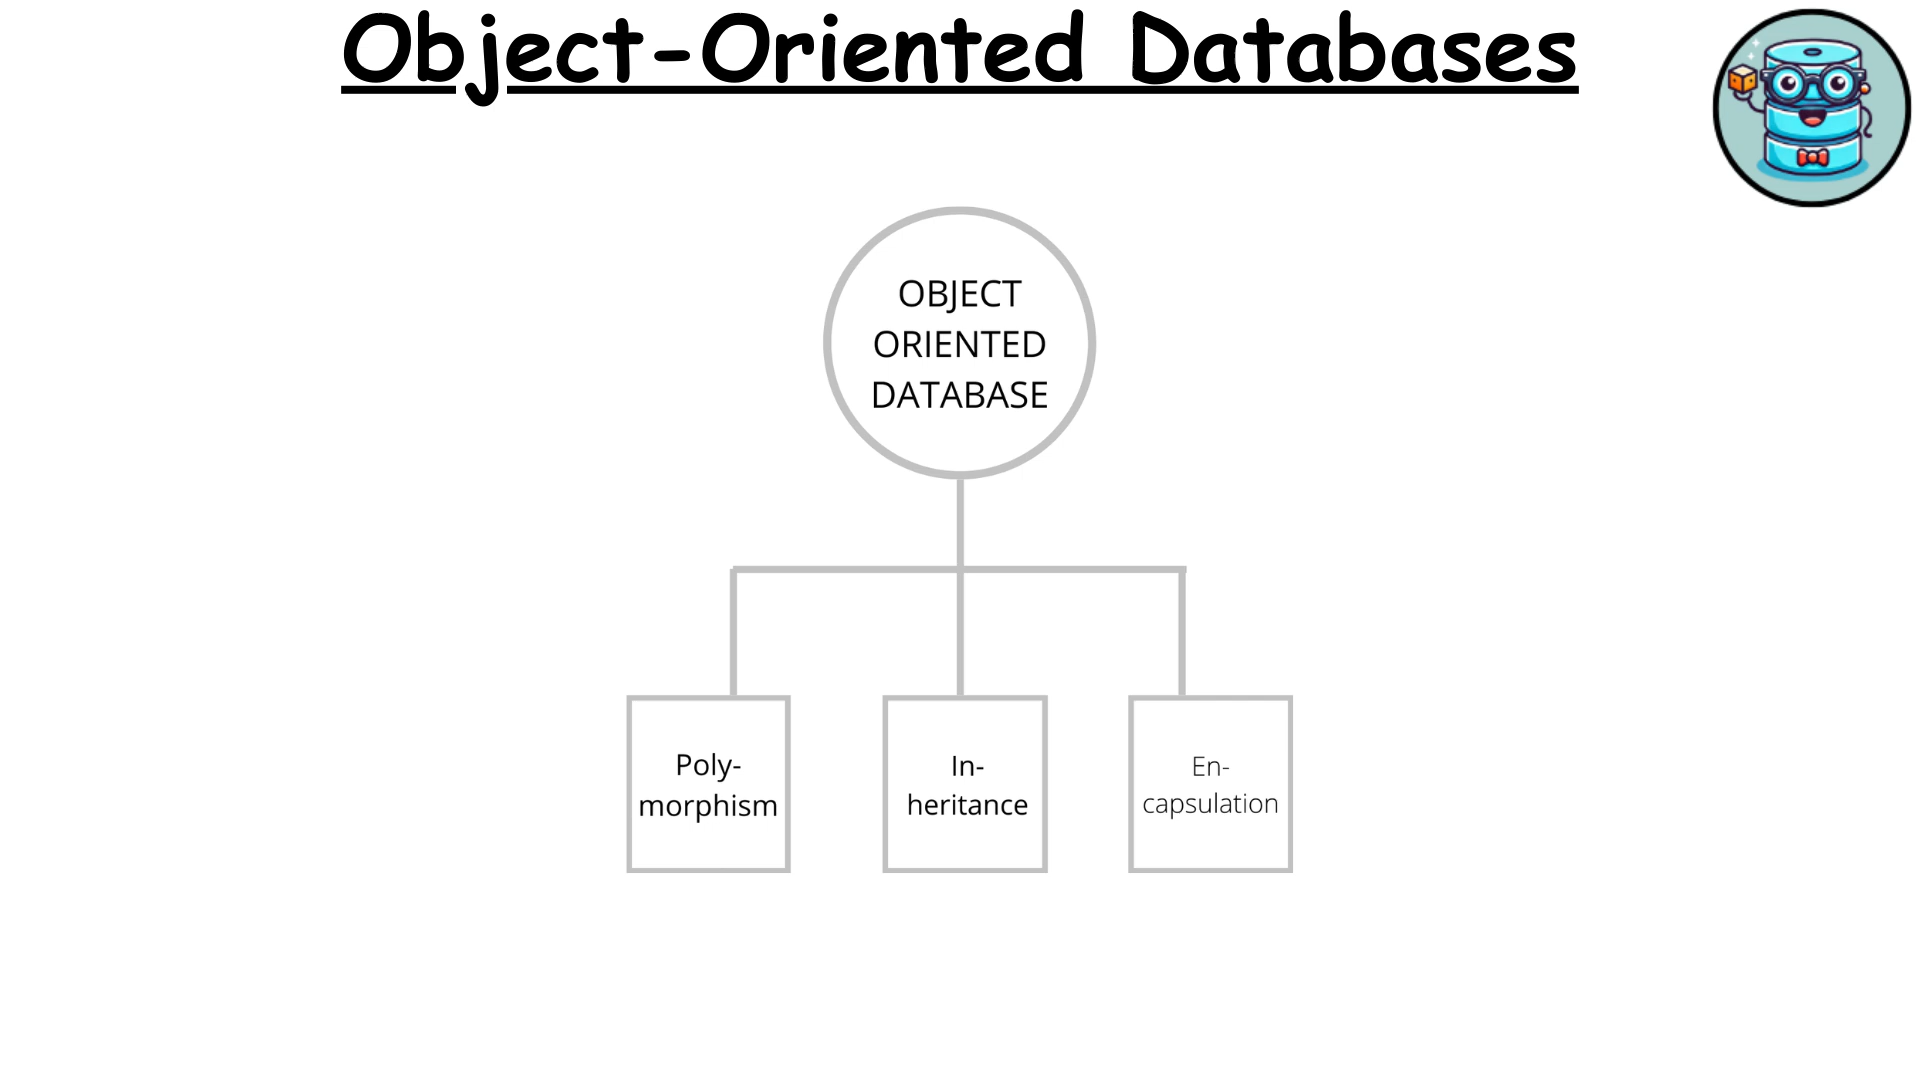 Object-Oriented Databases
OBJECT
ORIENTED
DATABASE
Poly-
morphism
In-
heritance
En-
capsulation